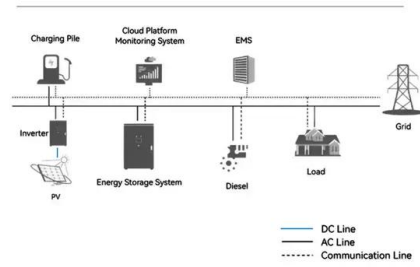 Charging Pile
Cloud Platform
Monitoring System
EMS
Grid
Inverter
PV
Energy Storage System
Diesel
Load
DC Line
AC Line
Communication Line